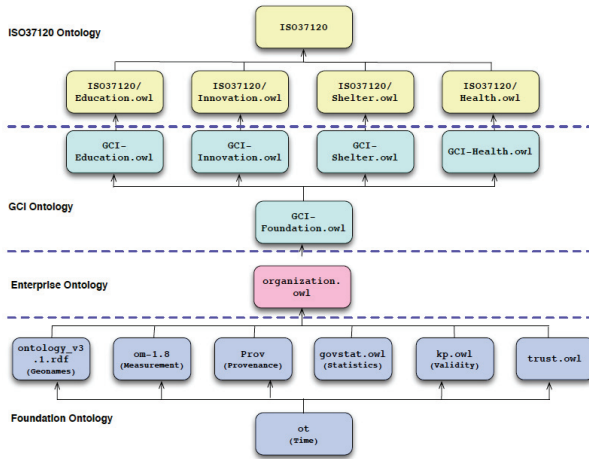 ISO37120 Ontology
ISO37120
ISO37120/
Education.owl
ISO37120/
Innovation.owl
ISO37120/
Shelter.owl
ISO37120/
Health.owl
GCI-
Education.owl
GCI-
Innovation.owl
GCI-
Shelter.owl
GCI-Health.owl
GCI Ontology
GCI-
Foundation.owl
Enterprise Ontology
organization.
owl
ontology_v3
.1.rdf
(Geonames)
om-1.8
(Measurement)
Prov
(Provenance)
govstat.owl
(Statistics)
kp.owl
(Validity)
trust.owl
Foundation Ontology
ot
(Time)